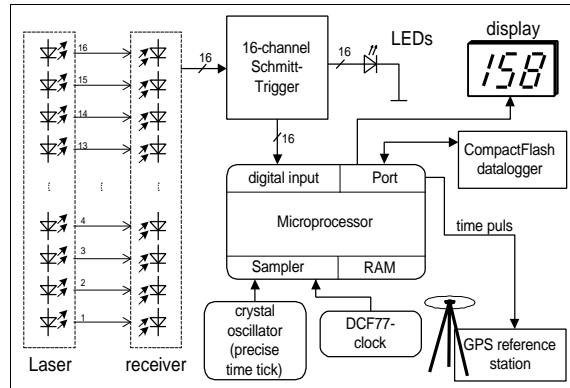 16
15
14
13
4
3
2
1
Laser
receiver
16
16-channel
Schmitt-
Trigger
16
LEDs
display
158
16
digital input
Port
Microprocessor
Sampler
RAM
CompactFlash
datalogger
time puls
crystal
oscillator
(precise
time tick)
DCF77-
clock
GPS reference
station